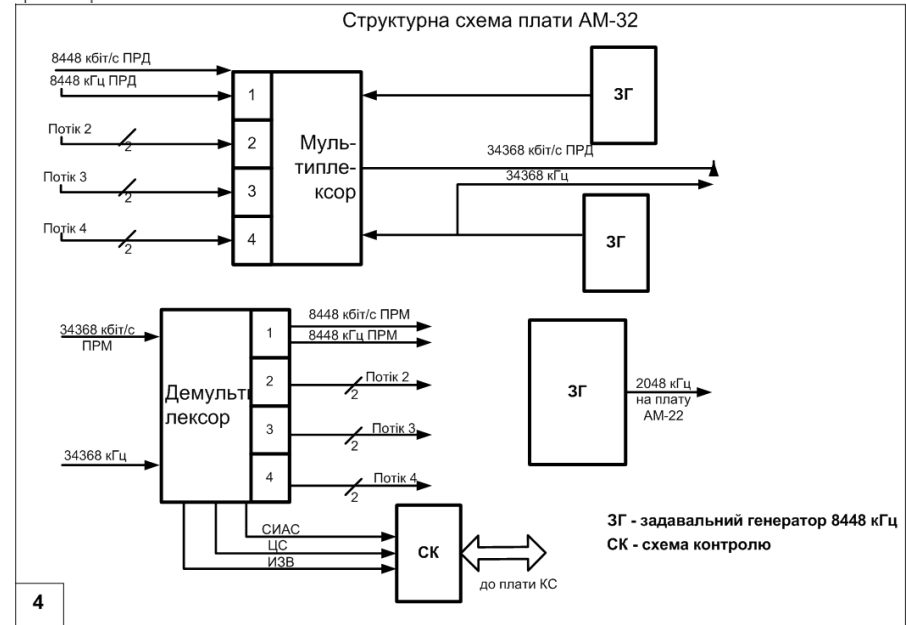 Структурна схема плати АМ-32
8448 кбіт/с ПРД
8448 кГц ПРД
1
ЗГ
Потік 2
2
2
Муль-
типле-
ксор
34368 кбіт/с ПРД
34368 кГц
Потік 3
2
3
Потік 4
2
4
ЗГ
34368 кбіт/с
ПРМ
1
8448 кбіт/с ПРМ
8448 кГц ПРМ
Демульти
лексор
2
Потік 2
2
ЗГ
2048 кГц
на плату
АМ-22
3
Потік 3
2
34368 кГц
4
Потік 4
2
СИАС
ЦС
ИЗВ
СК
до плати КС
ЗГ - задавальний генератор 8448 кГц
СК - схема контролю
4